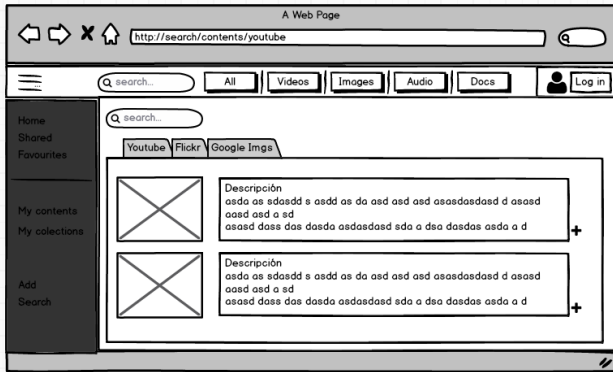 A Web Page
http://search/contents/youtube
search...
All
Videos
Images
Audio
Docs
Log in
Home
Shared
Favourites
My contents
My colections
Add
Search
search...
Youtube
Flickr
Google Imgs
Descripción
asda as sdasdd s asdd as da asd asd asd asasdasdasd d asasd
aasd asd a sd
asasd dass das dasda asdasdasd sda a dsa dasdas asda a d
Descripción
asda as sdasdd s asdd as da asd asd asd asasdasdasd d asasd
aasd asd a sd
asasd dass das dasda asdasdasd sda a dsa dasdas asda a d